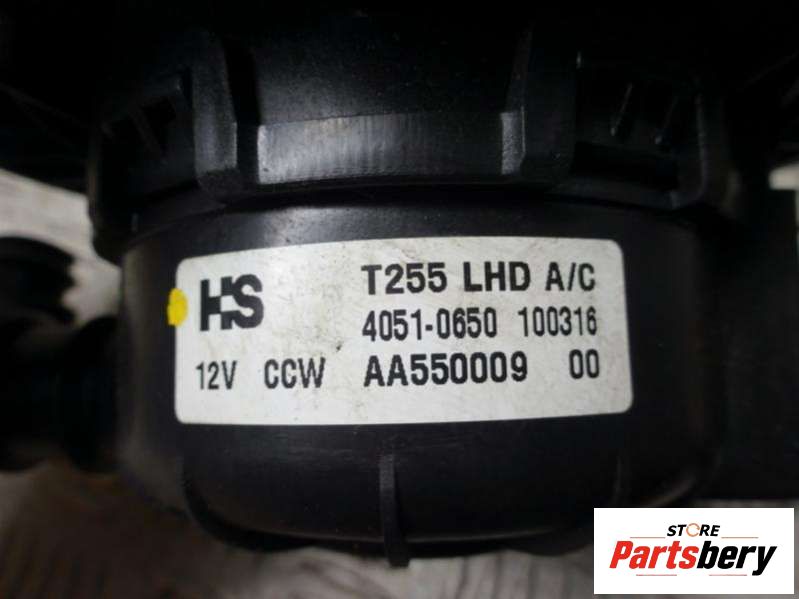 HS T255 LHD A/C
4051-0650 100316
12V CCW AA550009 00
STORE
Partsbery